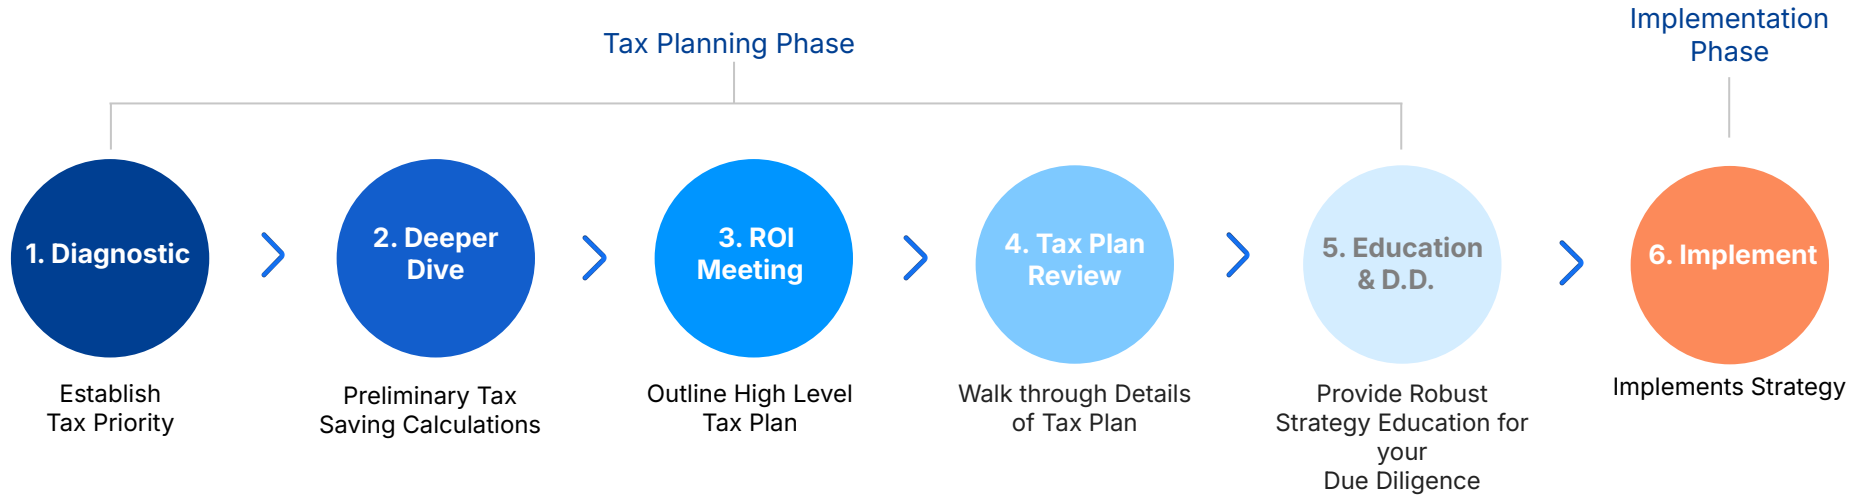 Tax Planning Phase
Implementation
Phase
1. Diagnostic
Establish
Tax Priority
2. Deeper
Dive
Preliminary Tax
Saving Calculations
3. ROI
Meeting
Outline High Level
Tax Plan
4. Tax Plan
Review
Walk through Details
of Tax Plan
5. Education
& D.D.
Provide Robust
Strategy Education for
your
Due Diligence
6. Implement
Implements Strategy